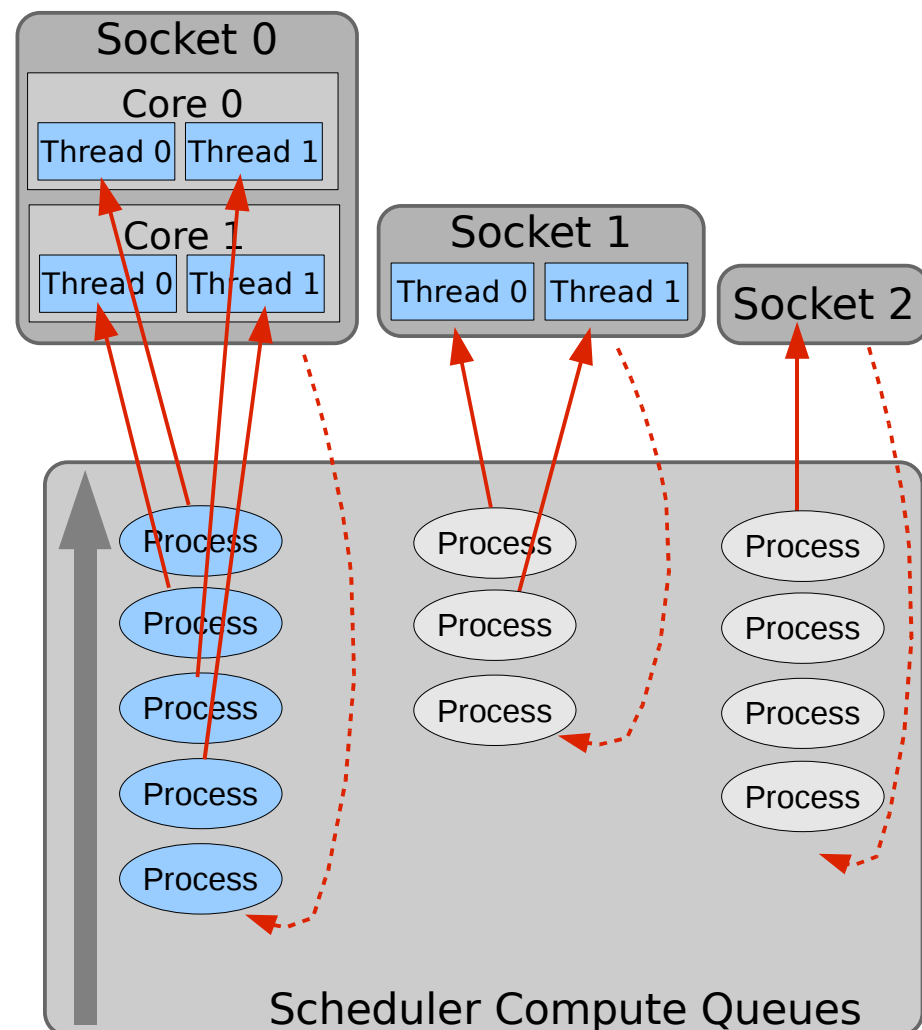 Socket 0
Core 0
Thread 0 Thread 1
Core 1
Thread 0 Thread 1
Socket 1
Thread 0 Thread 1
Socket 2
Process
Process
Process
Process
Process
Process
Process
Process
Process
Process
Process
Process
Scheduler Compute Queues